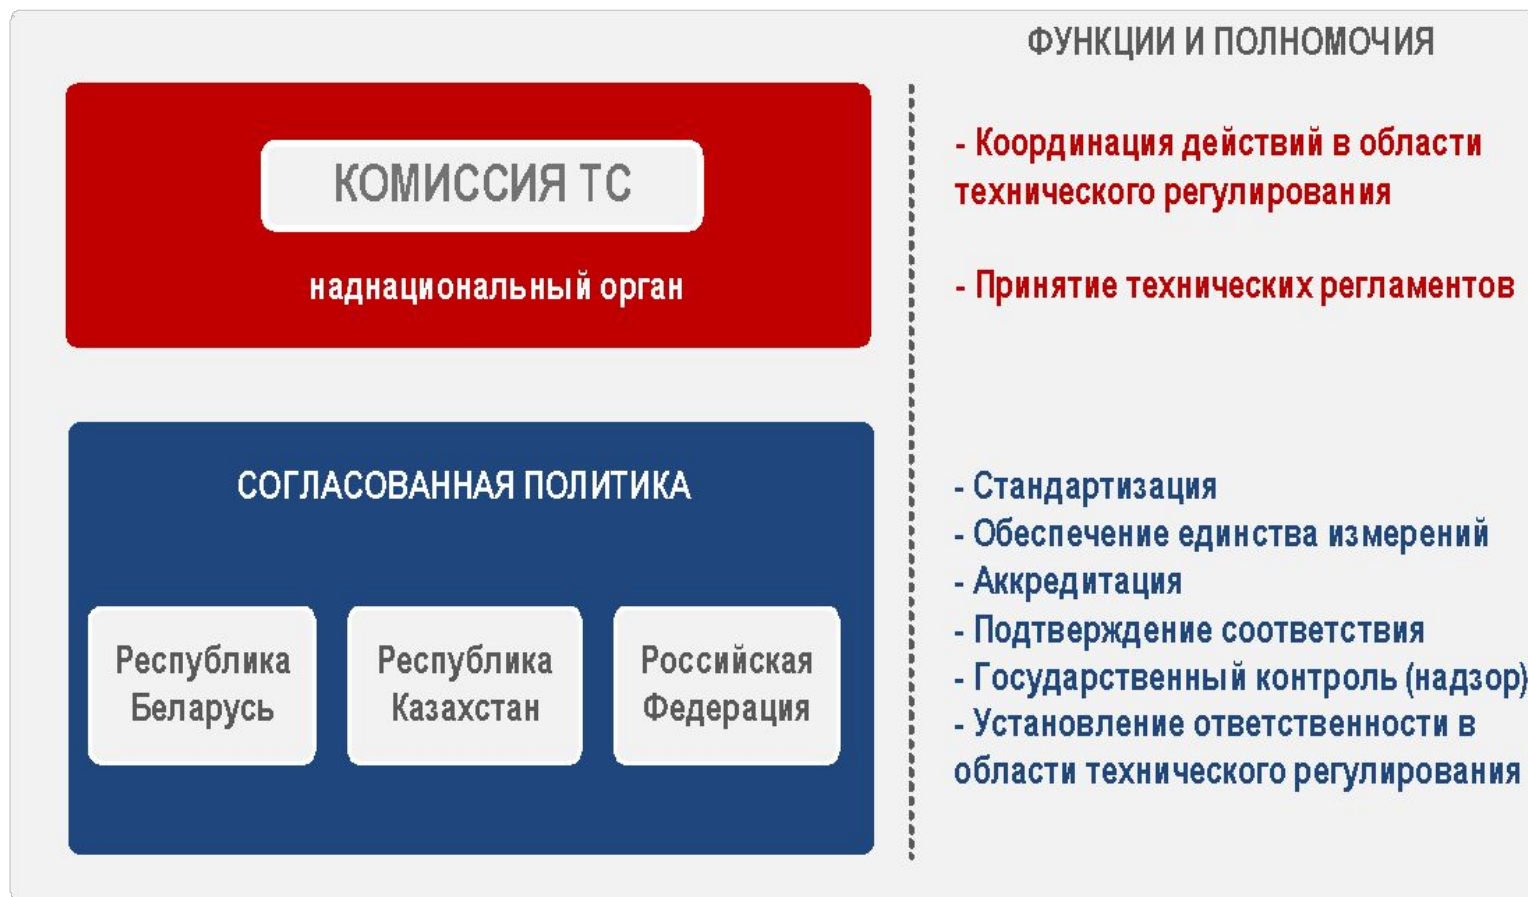 ФУНКЦИИ И ПОЛНОМОЧИЯ
КОМИССИЯ ТС
наднациональный орган
- Координация действий в области
технического регулирования
- Принятие технических регламентов
СОГЛАСОВАННАЯ ПОЛИТИКА
Республика
Беларусь
Республика
Казахстан
Российская
Федерация
- Стандартизация
- Обеспечение единства измерений
- Аккредитация
- Подтверждение соответствия
- Государственный контроль (надзор)
- Установление ответственности в
области технического регулирования